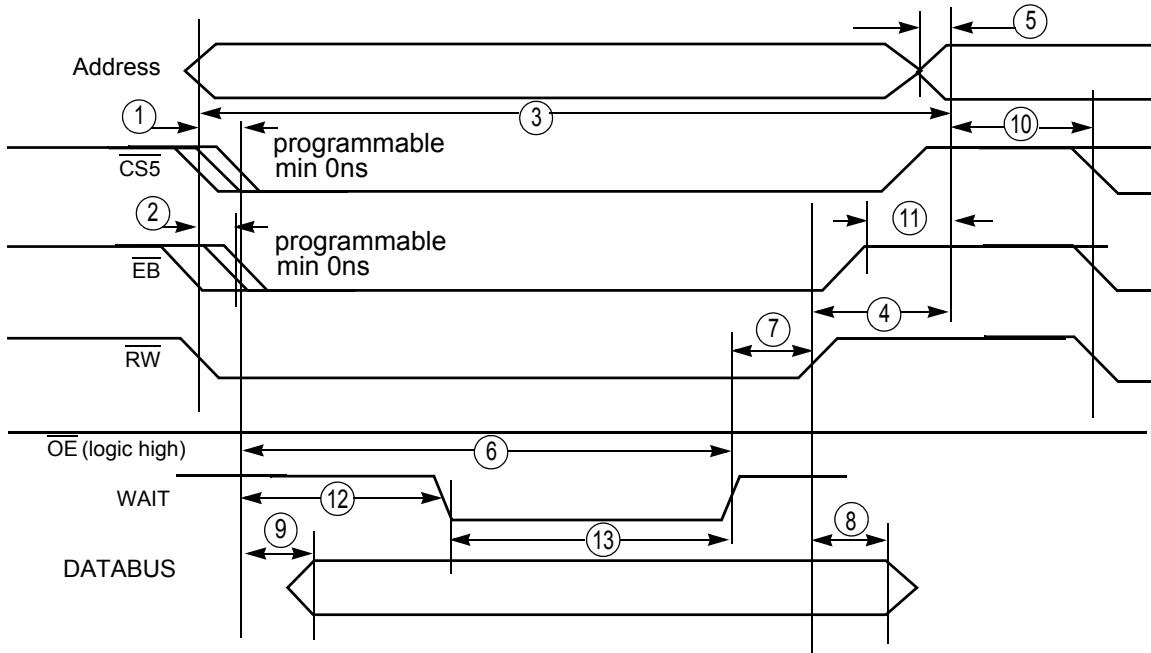 5
Address
1
3
10
programmable
min 0ns
CS5
2
11
programmable
min 0ns
EB
4
7
RW
OE (logic high)
6
WAIT
12
9
13
8
DATABUS